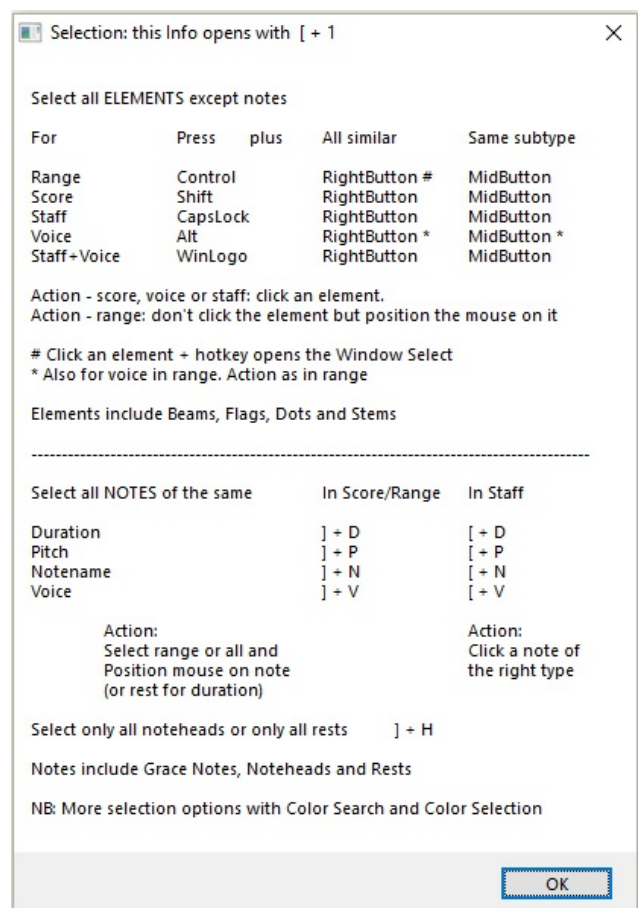 Selection: this Info opens with [ + 1
Select all ELEMENTS except notes
For Press plus All similar Same subtype
Range Control RightButton # MidButton
Score Shift RightButton MidButton
Staff CapsLock RightButton MidButton
Voice Alt RightButton * MidButton *
Staff+Voice WinLogo RightButton MidButton
Action - score, voice or staff: click an element.
Action - range: don't click the element but position the mouse on it
# Click an element + hotkey opens the Window Select
* Also for voice in range. Action as in range
Elements include Beams, Flags, Dots and Stems
---------------------------------------------------------------------------------------------
Select all NOTES of the same In Score/Range In Staff
Duration ] + D [ + D
Pitch ] + P [ + P
Notename ] + N [ + N
Voice ] + V [ + V
Action: Action:
Select range or all and Click a note of
Position mouse on note the right type
(or rest for duration)
Select only all noteheads or only all rests ] + H
Notes include Grace Notes, Noteheads and Rests
NB: More selection options with Color Search and Color Selection
OK